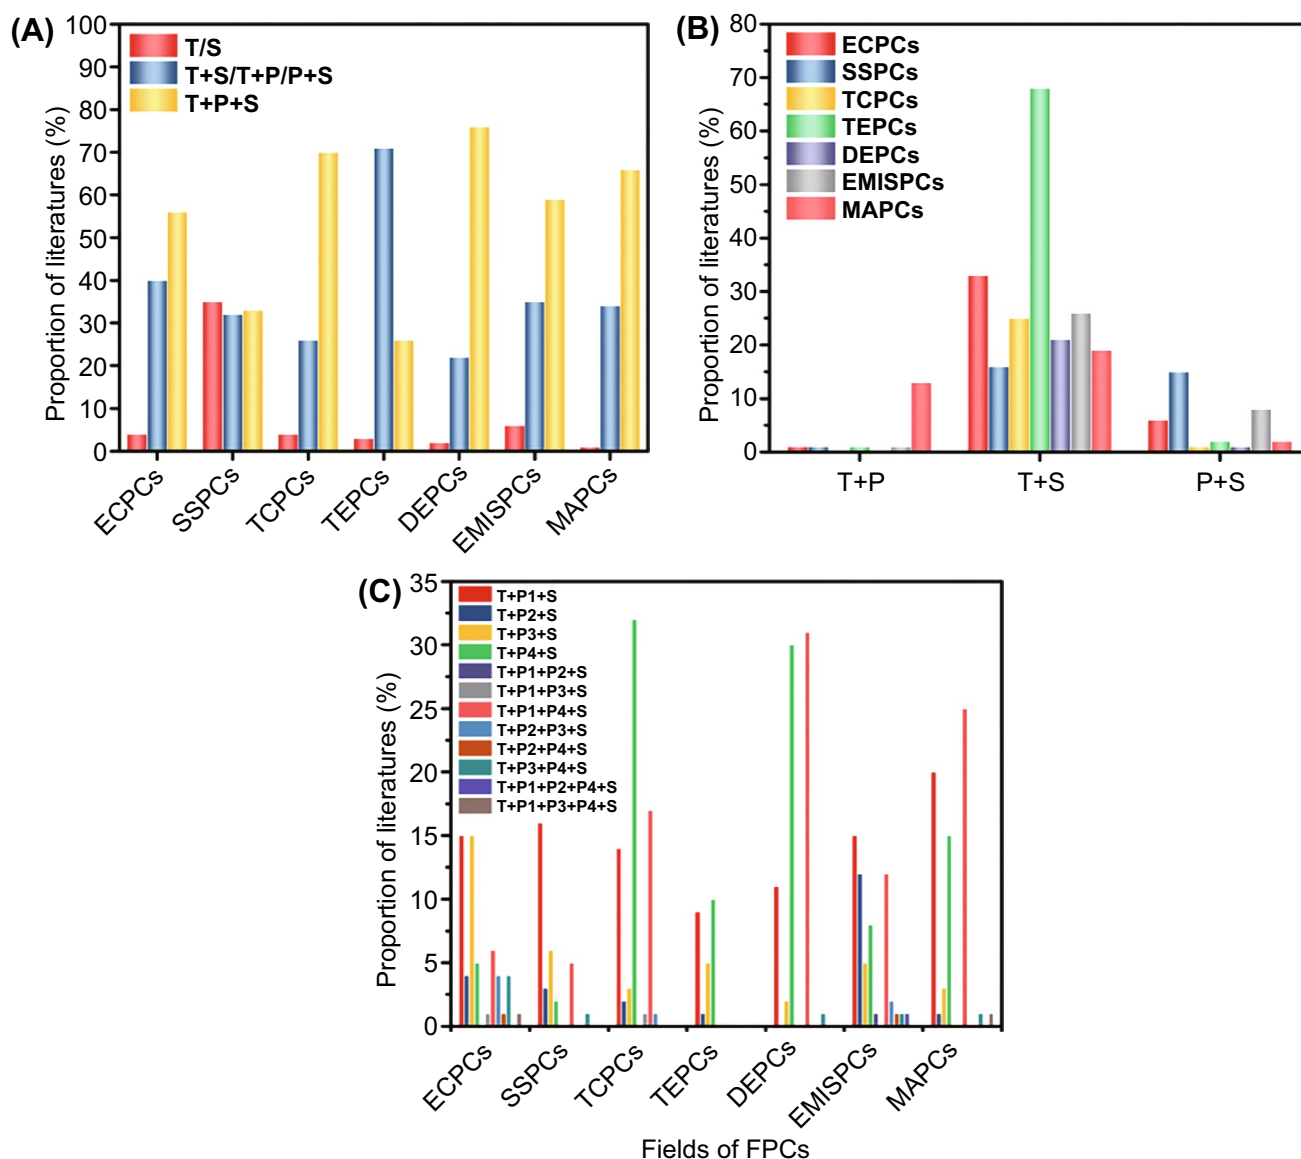 (A)
Proportion of literatures (%)
100
90
80
70
60
50
40
30
20
10
0
T/S
T+S/T+P/P+S
T+P+S
ECPCs
SSPCs
TCPCs
TEPCs
DEPCs
EMISPCs
MAPCs
(B)
Proportion of literatures (%)
80
70
60
50
40
30
20
10
0
ECPCs
SSPCs
TCPCs
TEPCs
DEPCs
EMISPCs
MAPCs
T+P
T+S
P+S
(C)
Proportion of literatures (%)
35
30
25
20
15
10
5
0
T+P1+S
T+P2+S
T+P3+S
T+P4+S
T+P1+P2+S
T+P1+P3+S
T+P1+P4+S
T+P2+P3+S
T+P2+P4+S
T+P3+P4+S
T+P1+P2+P4+S
T+P1+P3+P4+S
ECPCs
SSPCs
TCPCs
TEPCs
DEPCs
EMISPCs
MAPCs
Fields of FPCs